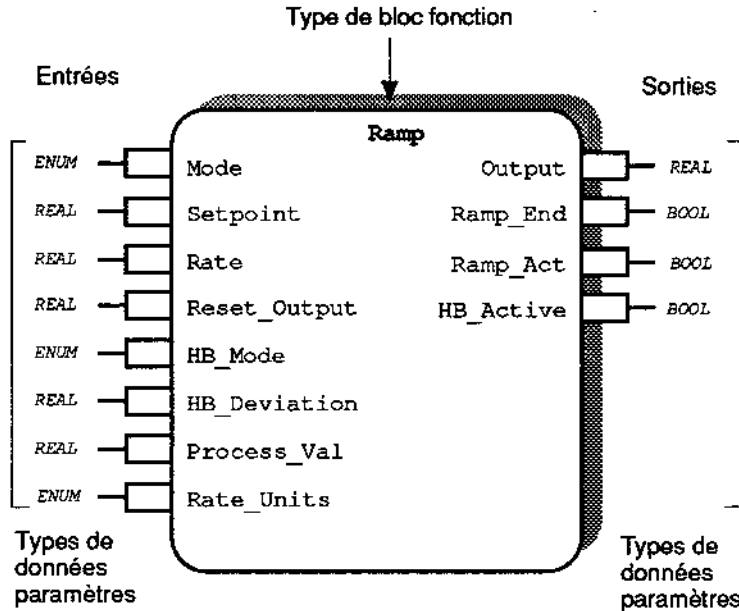 Type de bloc fonction
Entrées
Sorties
Ramp
ENUM Mode Output REAL
REAL Setpoint Ramp_End BOOL
REAL Rate Ramp_Act BOOL
REAL Reset_Output HB_Active BOOL
ENUM HB_Mode
REAL HB_Deviation
REAL Process_Val
ENUM Rate_Units
Types de
données
paramètres
Types de
données
paramètres